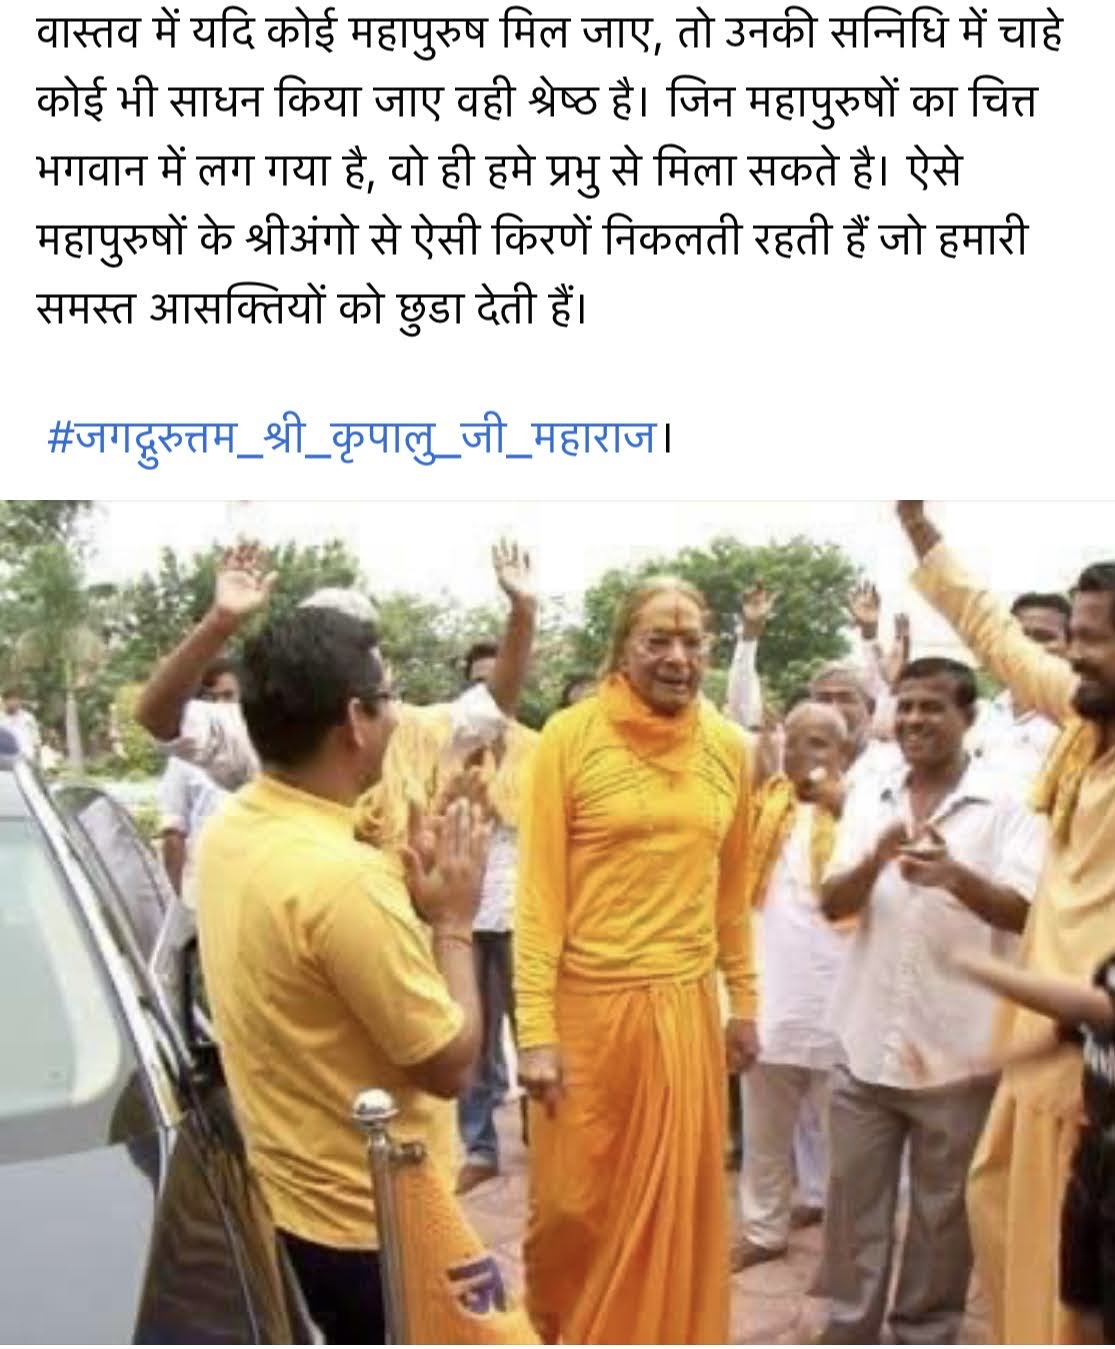 वास्तव में यदि कोई महापुरुष मिल जाए, तो उनकी सन्निधि में चाहे
कोई भी साधन किया जाए वही श्रेष्ठ है। जिन महापुरुषों का चित्त
भगवान में लग गया है, वो ही हमे प्रभु से मिला सकते है। ऐसे
महापुरुषों के श्रीअंगो से ऐसी किरणें निकलती रहती हैं जो हमारी
समस्त आसक्तियों को छुडा देती हैं।
#जगद्गुरुत्तम_श्री_कृपालु_जी_महाराज।